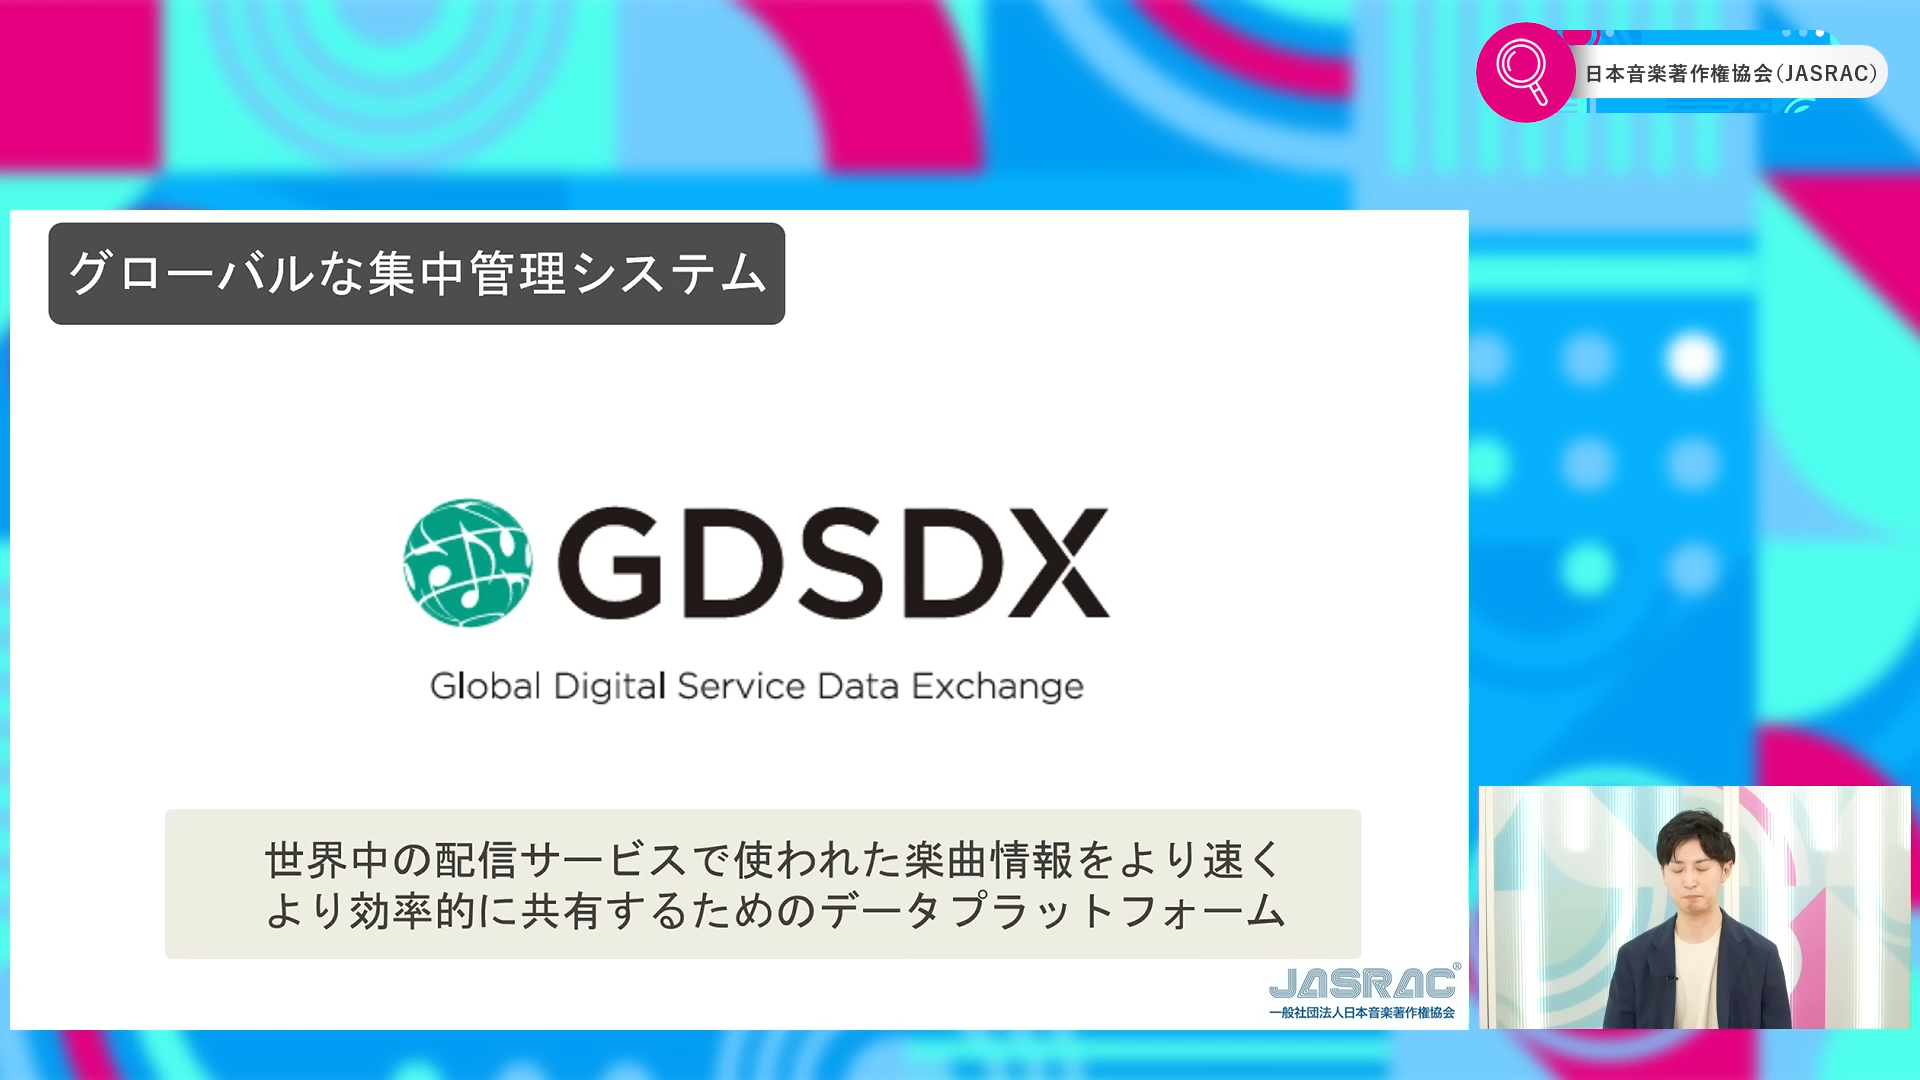 日本音楽著作権協会(JASRAC)
グローバルな集中管理システム
GDSDX
Global Digital Service Data Exchange
世界中の配信サービスで使われた楽曲情報をより速く
より効率的に共有するためのデータプラットフォーム
JASRAC®
一般社団法人日本音楽著作権協会